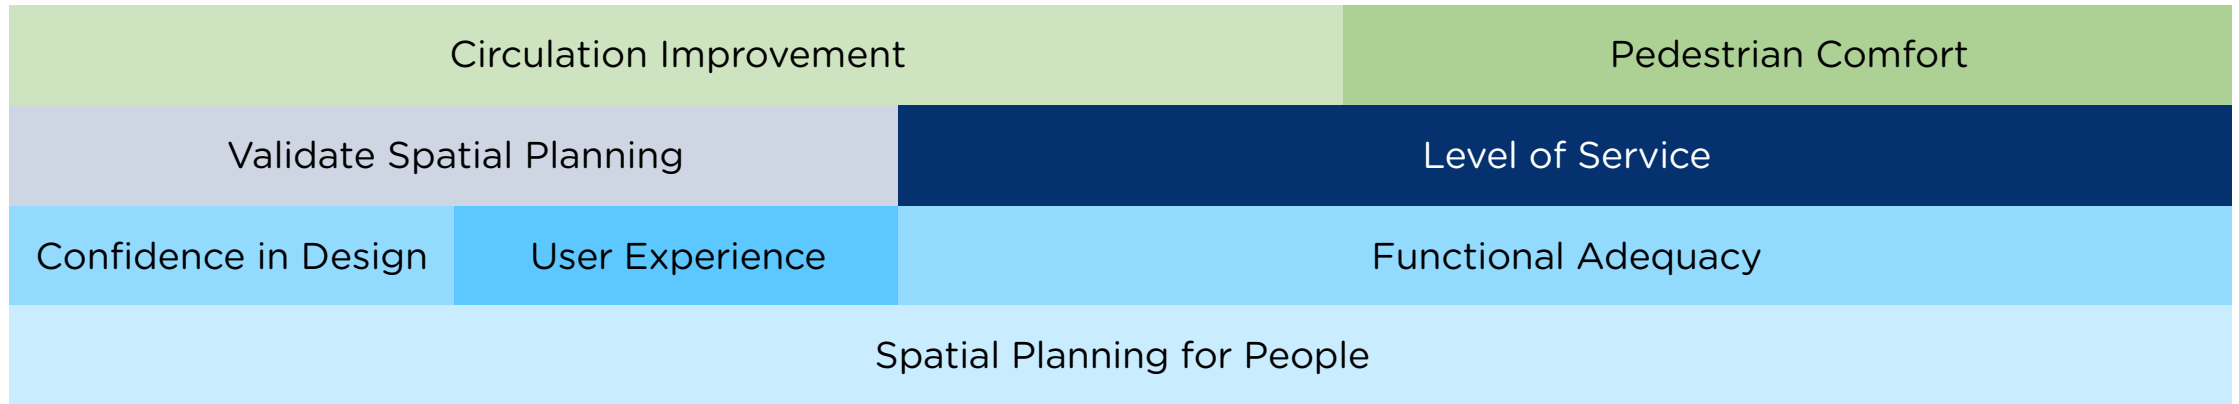 Circulation Improvement
Pedestrian Comfort
Validate Spatial Planning
Level of Service
Confidence in Design
User Experience
Functional Adequacy
Spatial Planning for People